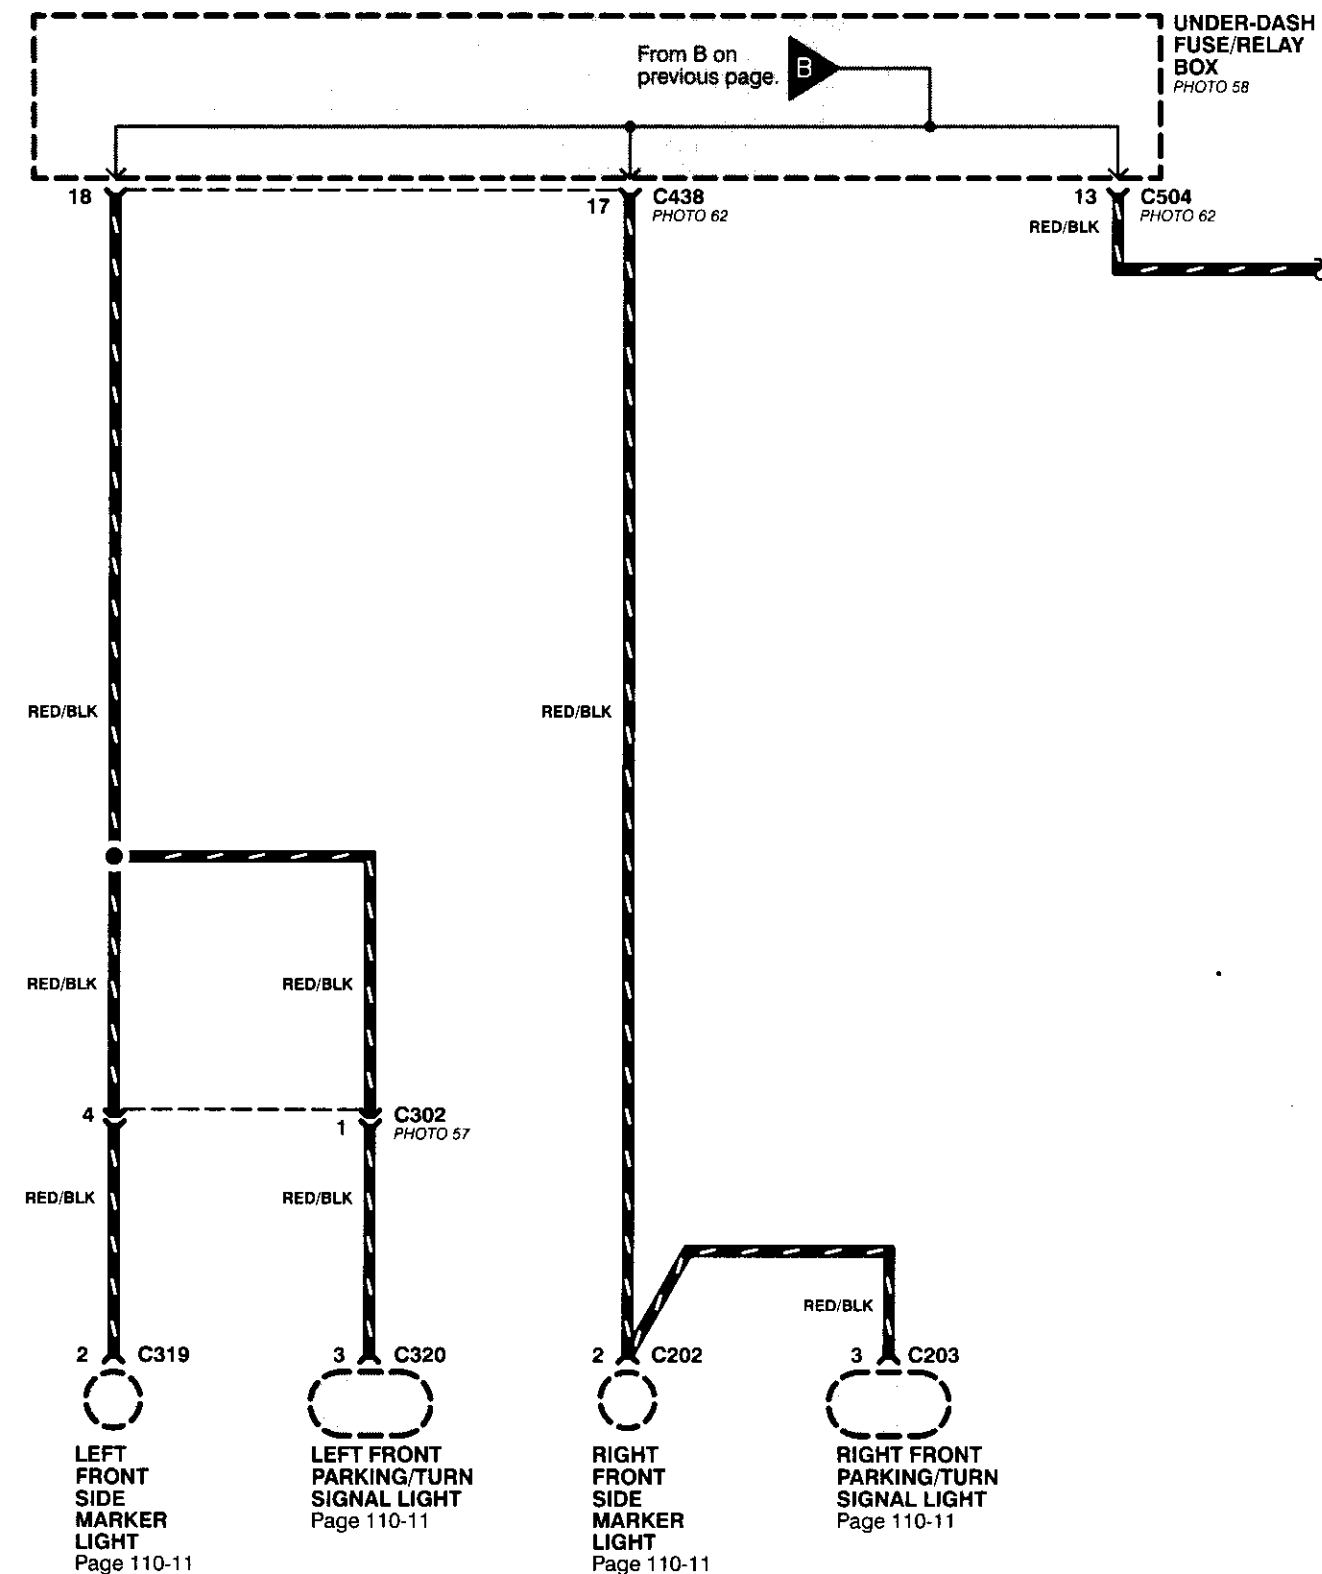 UNDER-DASH
FUSE/RELAY
BOX
PHOTO 58
From B on
previous page.
B
18
17
C438
PHOTO 62
13
C504
PHOTO 62
RED/BLK
RED/BLK
RED/BLK
RED/BLK
RED/BLK
4
1
C302
PHOTO 57
RED/BLK
RED/BLK
RED/BLK
2
C319
3
C320
2
C202
3
C203
LEFT
FRONT
SIDE
MARKER
LIGHT
Page 110-11
LEFT FRONT
PARKING/TURN
SIGNAL LIGHT
Page 110-11
RIGHT
FRONT
SIDE
MARKER
LIGHT
Page 110-11
RIGHT FRONT
PARKING/TURN
SIGNAL LIGHT
Page 110-11